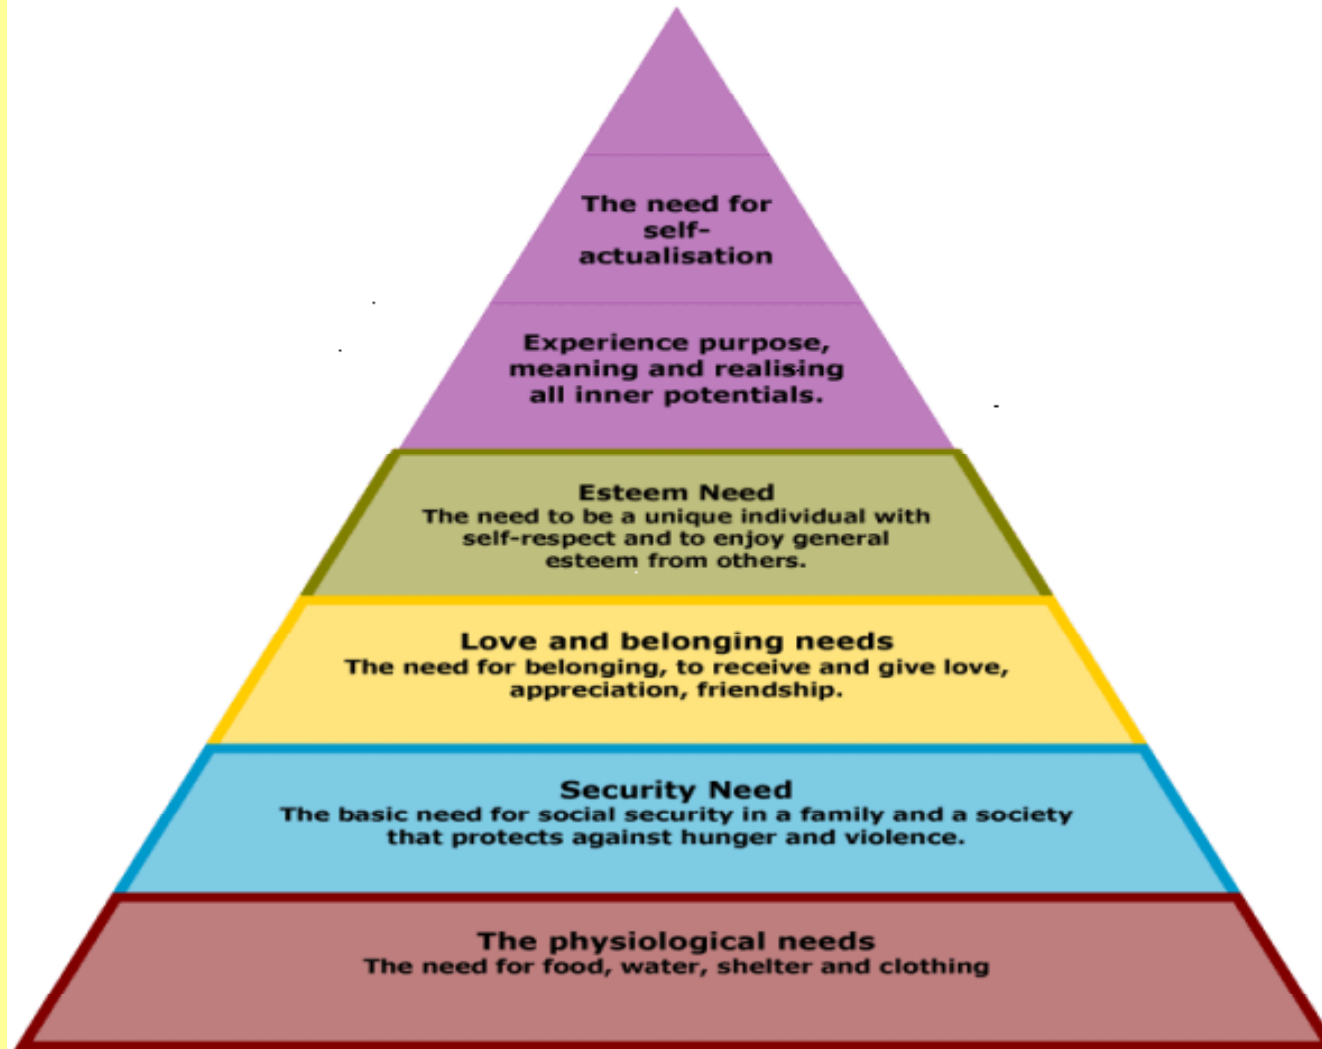 The need for
self-
actualisation
Experience purpose,
meaning and realising
all inner potentials.
Esteem Need
The need to be a unique individual with
self-respect and to enjoy general
esteem from others.
Love and belonging needs
The need for belonging, to receive and give love,
appreciation, friendship.
Security Need
The basic need for social security in a family and a society
that protects against hunger and violence.
The physiological needs
The need for food, water, shelter and clothing